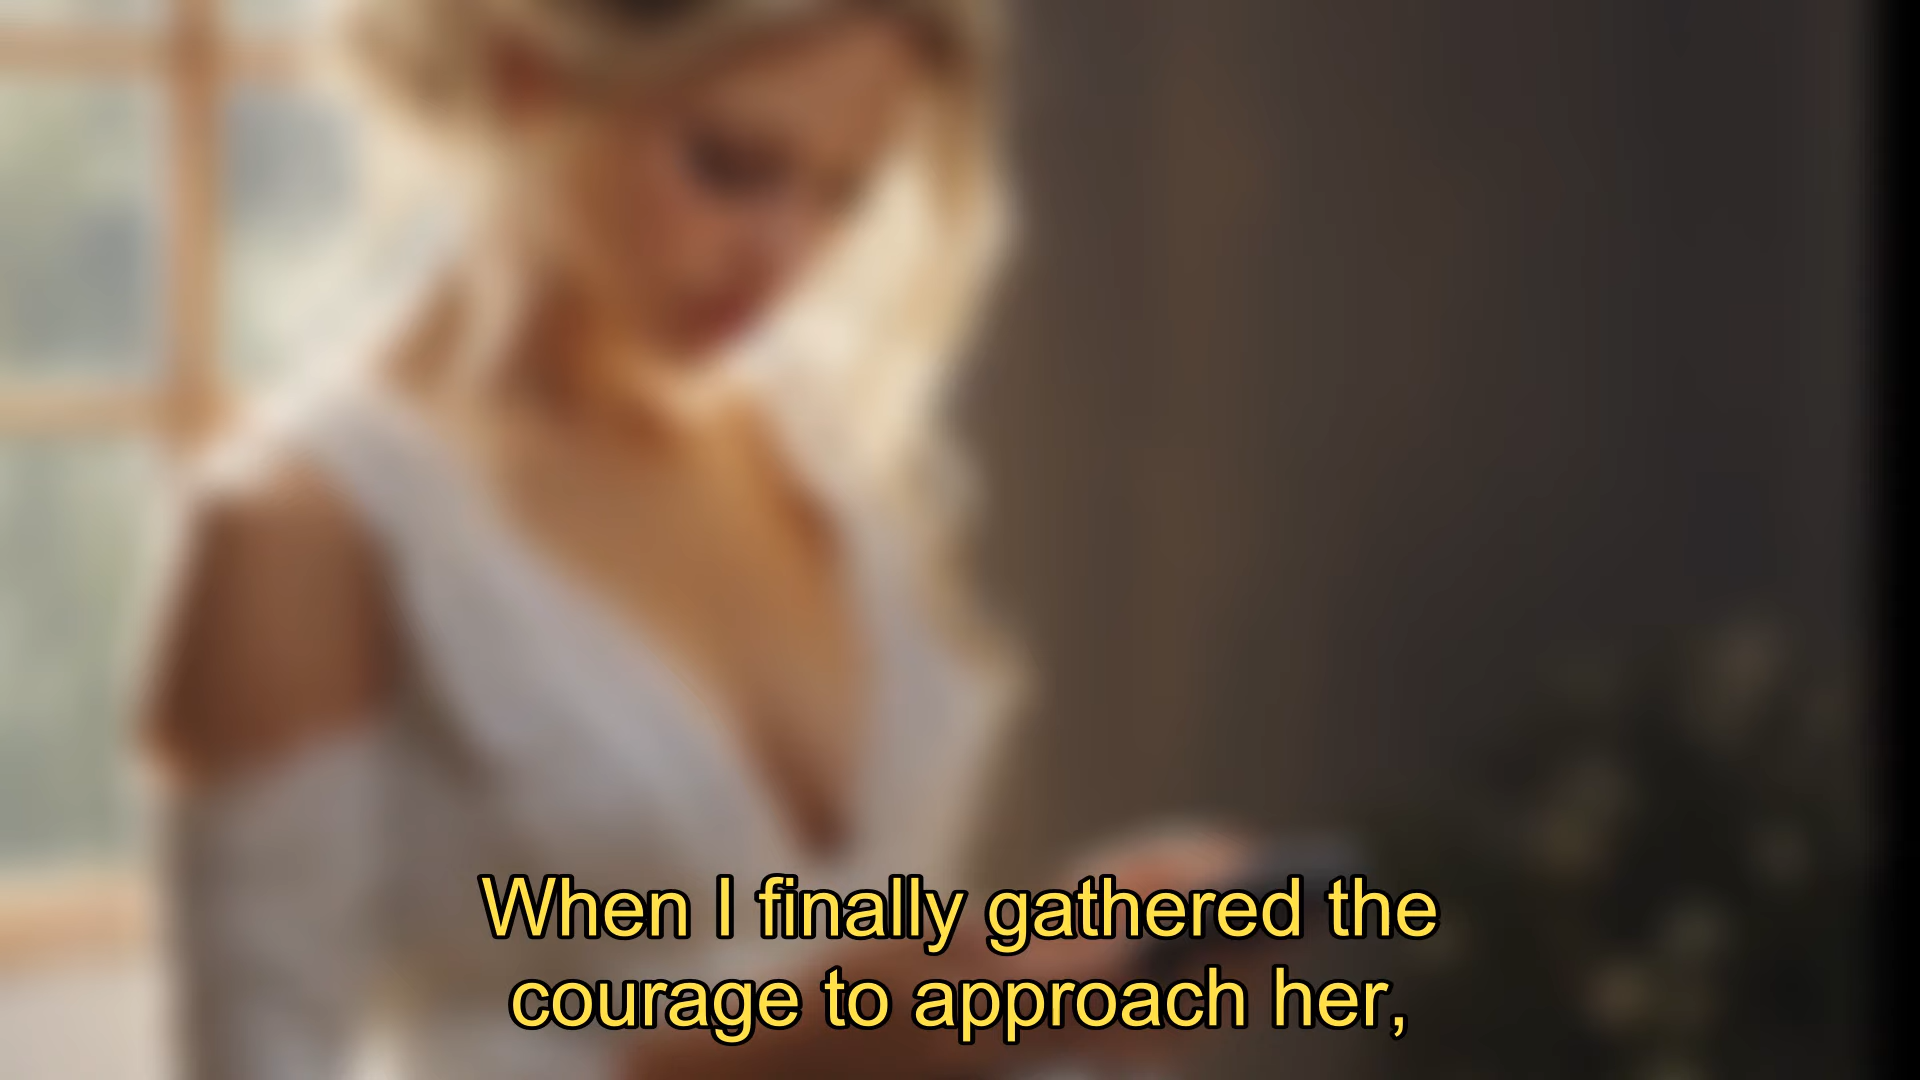 When I finally gathered the
courage to approach her,